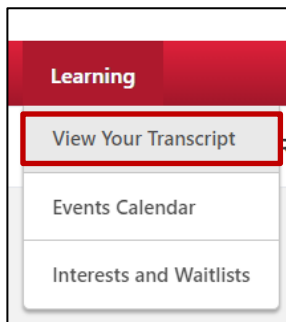 Learning
View Your Transcript
Events Calendar
Interests and Waitlists